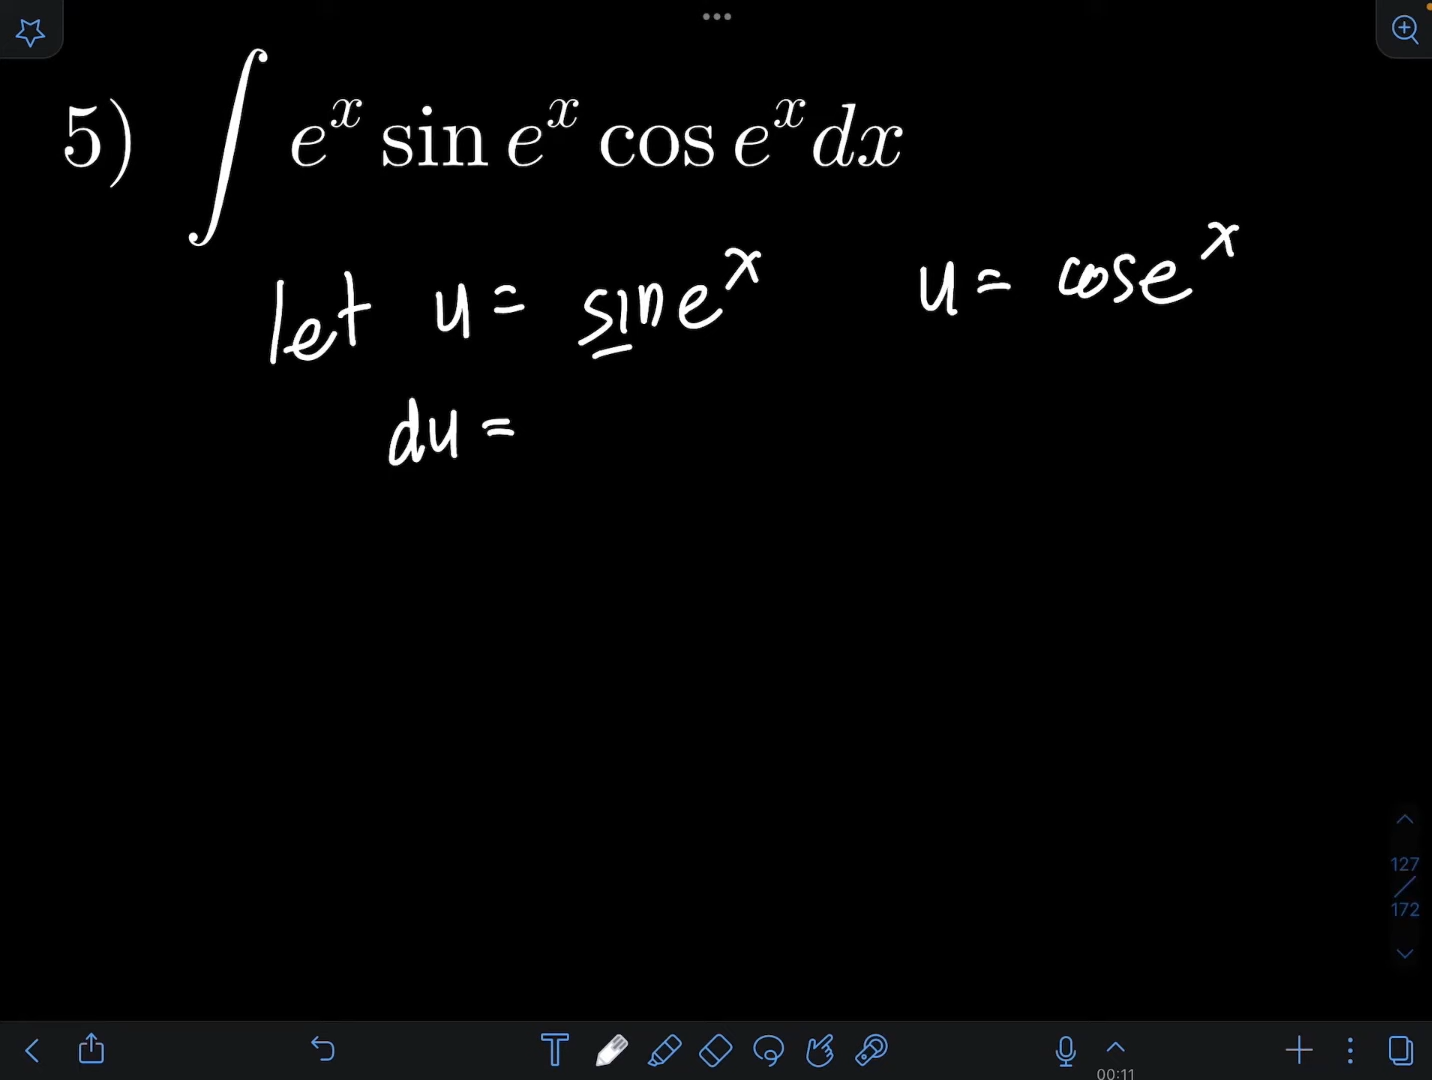 5) ∫ e^x sin e^x cos e^x dx
let u = sin e^x u = cos e^x
du =
127
/
172
T
00:11